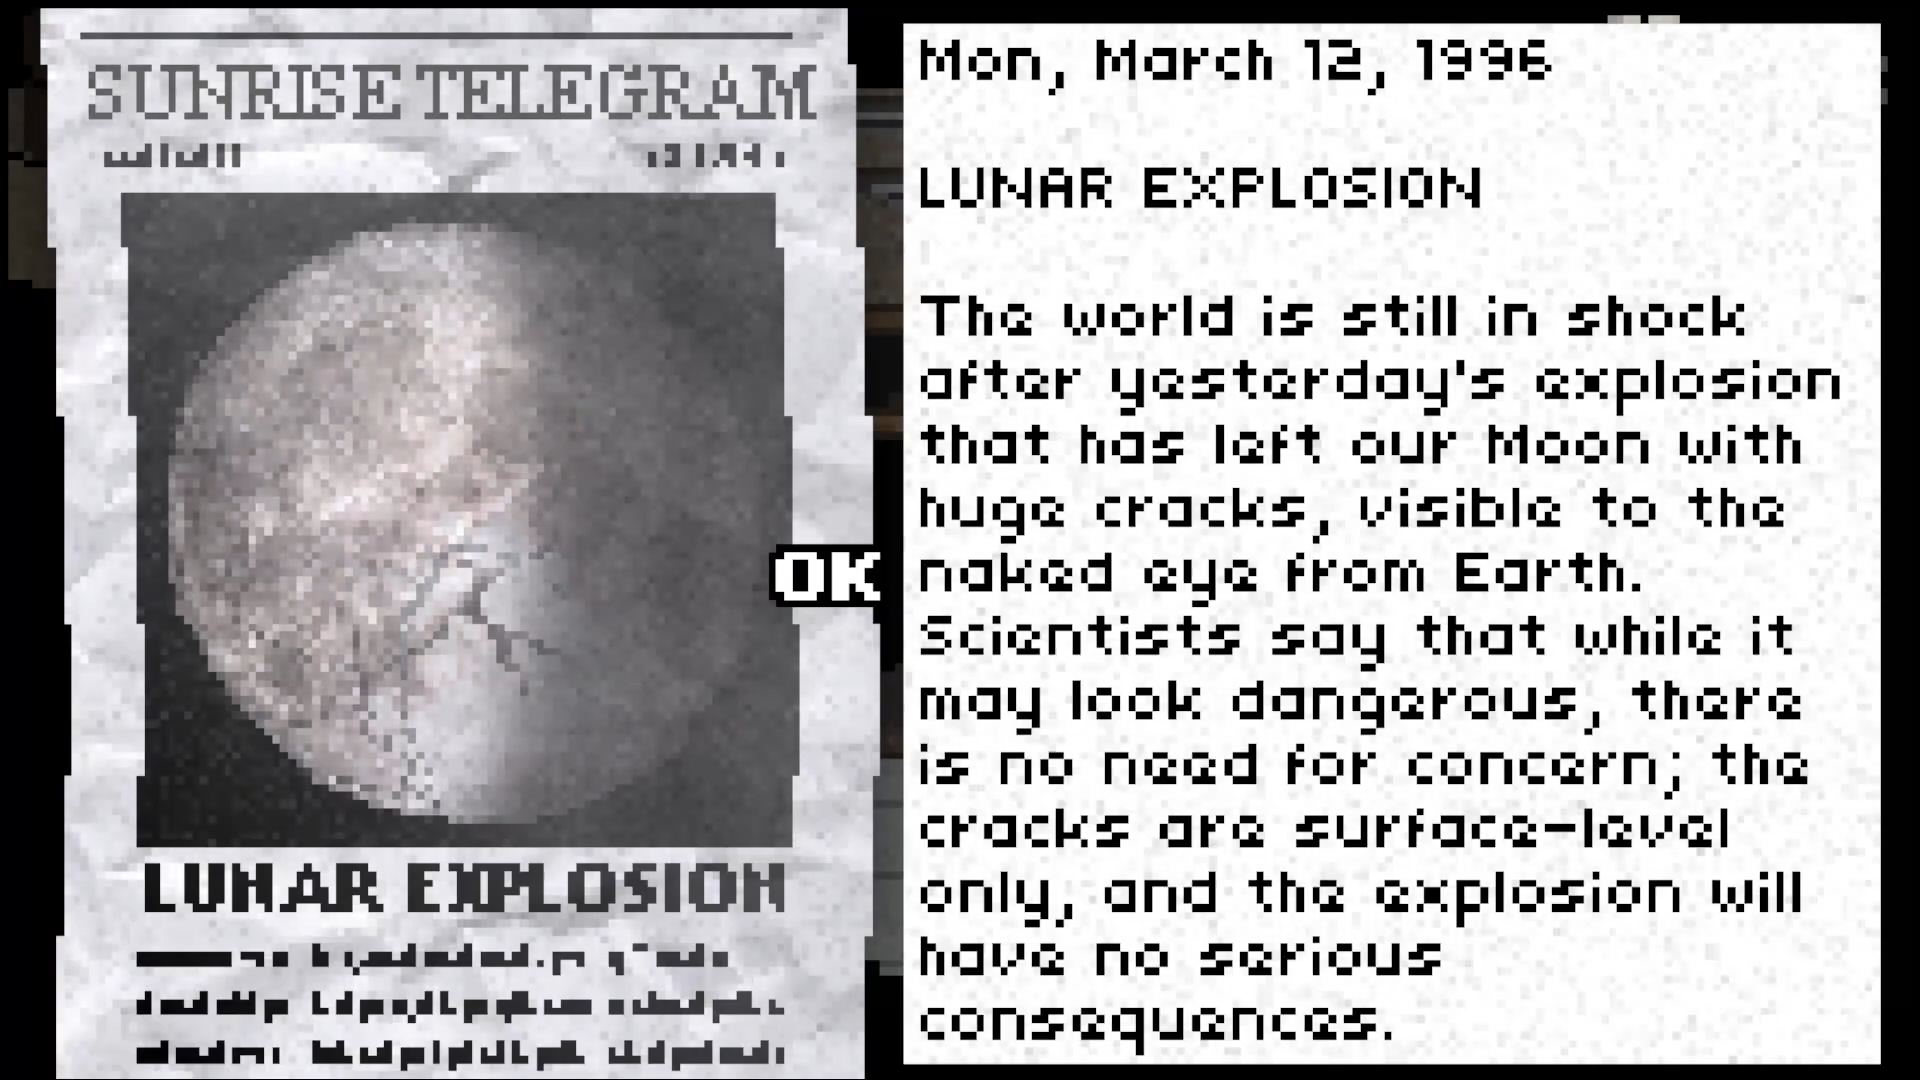 SUNRISE TELEGRAM
LUNAR EXPLOSION
OK
Mon, March 12, 1996
LUNAR EXPLOSION
The world is still in shock
after yesterday's explosion
that has left our Moon with
huge cracks, visible to the
naked eye from Earth.
Scientists say that while it
may look dangerous, there
is no need for concern; the
cracks are surface-level
only, and the explosion will
have no serious
consequences.